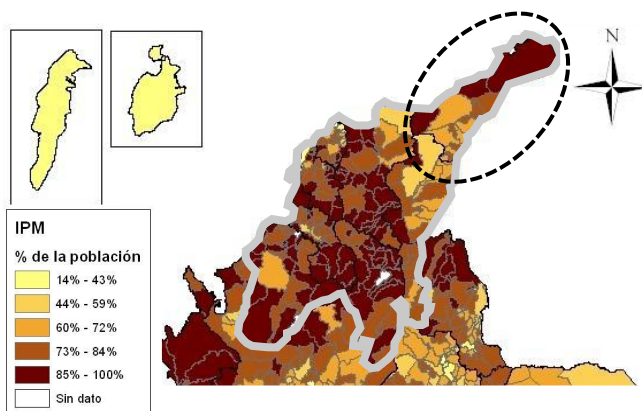 N
IPM
% de la población
14% - 43%
44% - 59%
60% - 72%
73% - 84%
85% - 100%
Sin dato